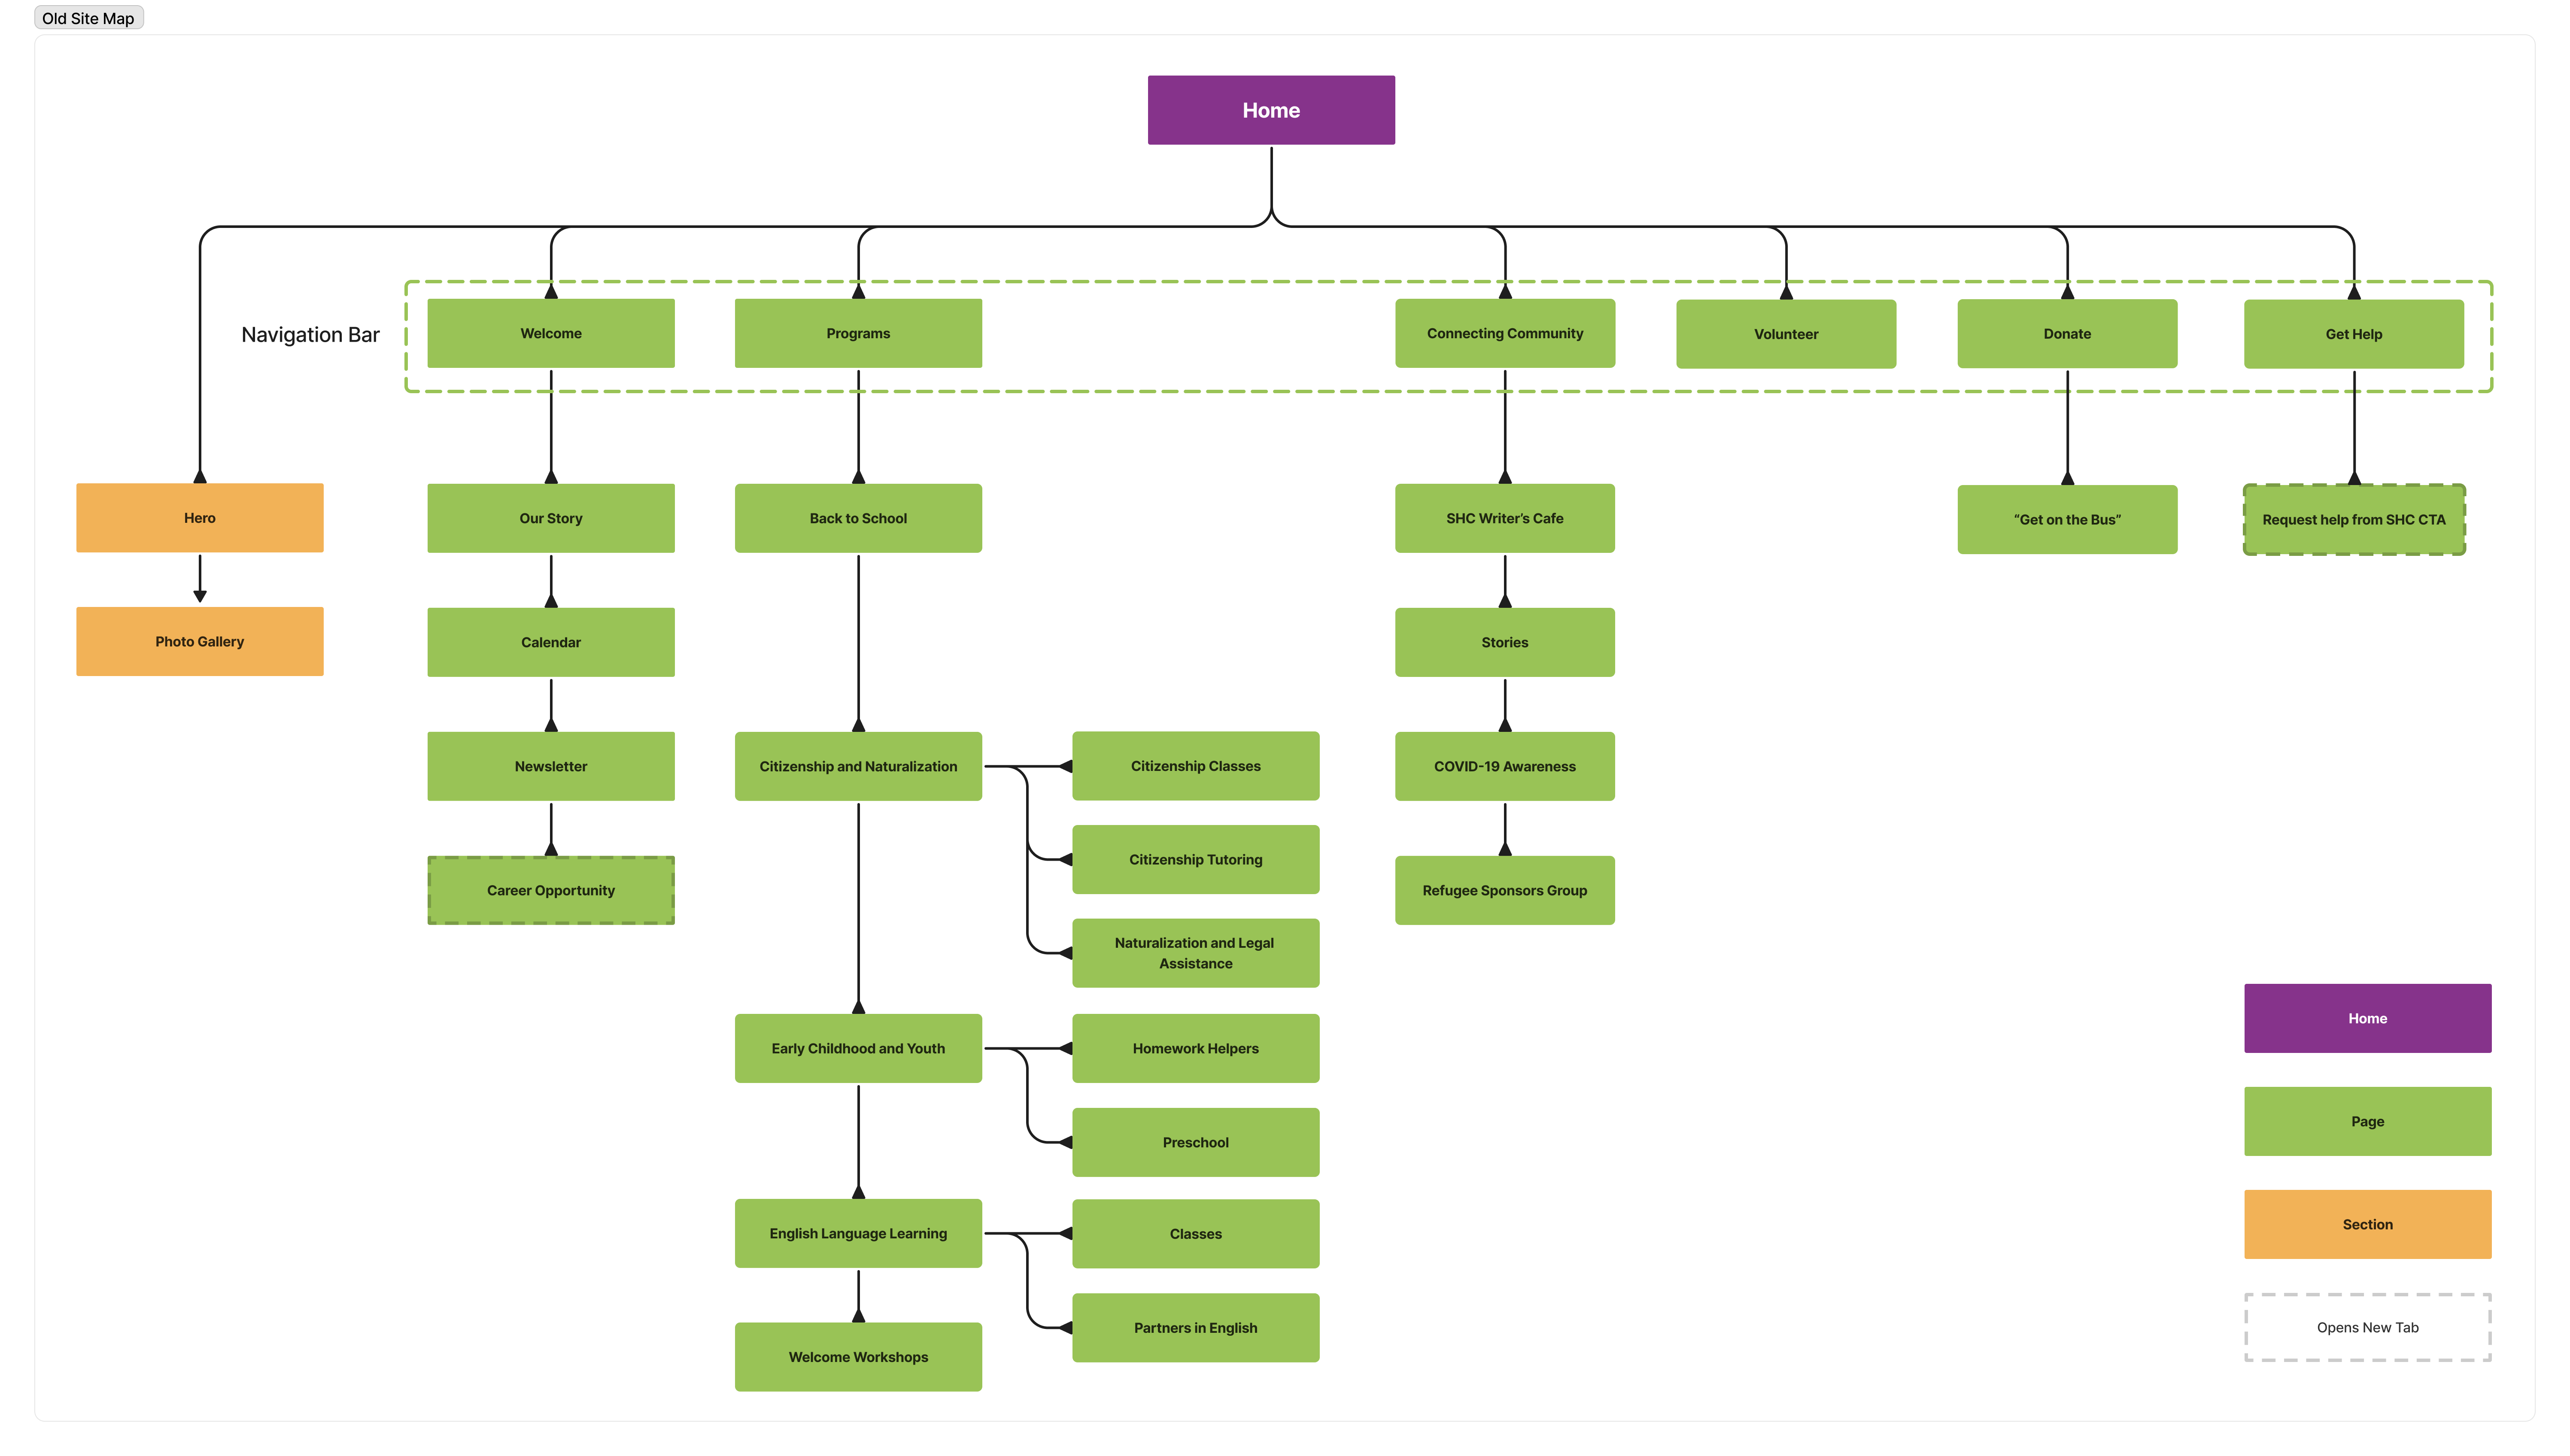 Old Site Map
Home
Navigation Bar
Welcome
Programs
Connecting Community
Volunteer
Donate
Get Help
Hero
Our Story
Back to School
SHC Writer’s Cafe
“Get on the Bus”
Request help from SHC CTA
Photo Gallery
Calendar
Stories
Newsletter
Citizenship and Naturalization
Citizenship Classes
COVID-19 Awareness
Citizenship Tutoring
Career Opportunity
Refugee Sponsors Group
Naturalization and Legal
Assistance
Home
Early Childhood and Youth
Homework Helpers
Page
Preschool
Section
English Language Learning
Classes
Opens New Tab
Partners in English
Welcome Workshops